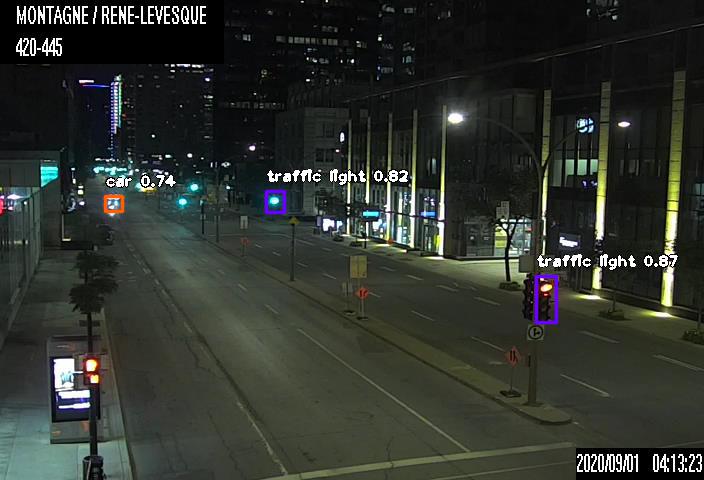 MONTAGNE / RENE-LEVESQUE
420-445
car 0.74
traffic light 0.82
traffic light 0.87
2020/09/01 04:13:23